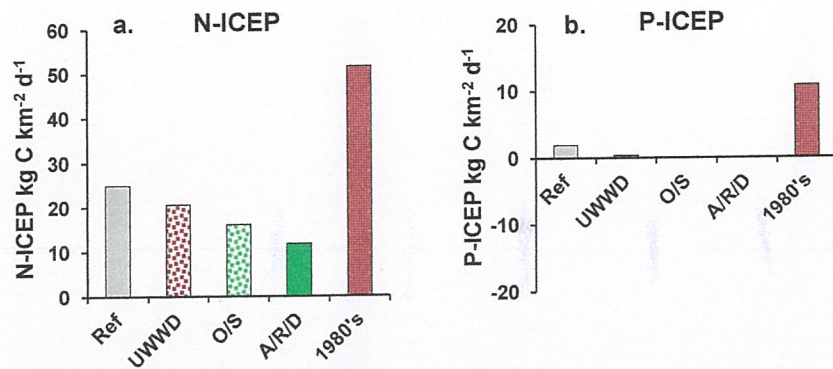 a. N-ICEP
N-ICEP kg C km⁻² d⁻¹
60
50
40
30
20
10
0
Ref
UWWD
O/S
A/R/D
1980's
b. P-ICEP
P-ICEP kg C km⁻² d⁻¹
20
10
0
-10
-20
Ref
UWWD
O/S
A/R/D
1980's